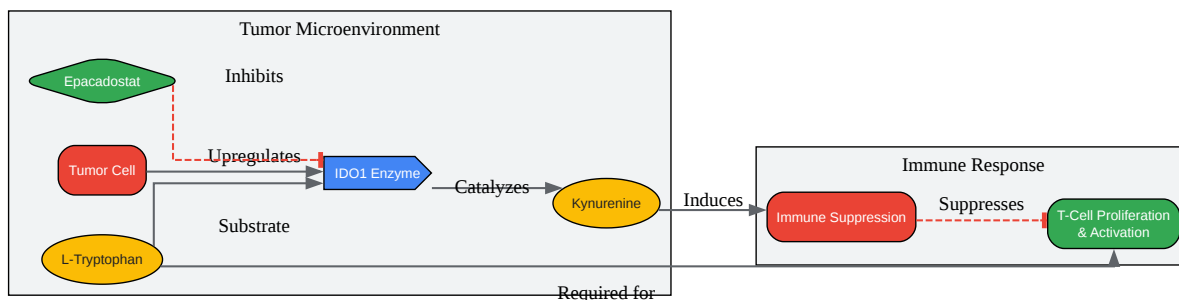 Tumor Microenvironment
Inhibits
Epacadostat
Upregulates
Tumor Cell
IDO1 Enzyme
Catalyzes
Kynurenine
Substrate
L-Tryptophan
Required for
Induces
Immune Response
Immune Suppression
Suppresses
T-Cell Proliferation
& Activation